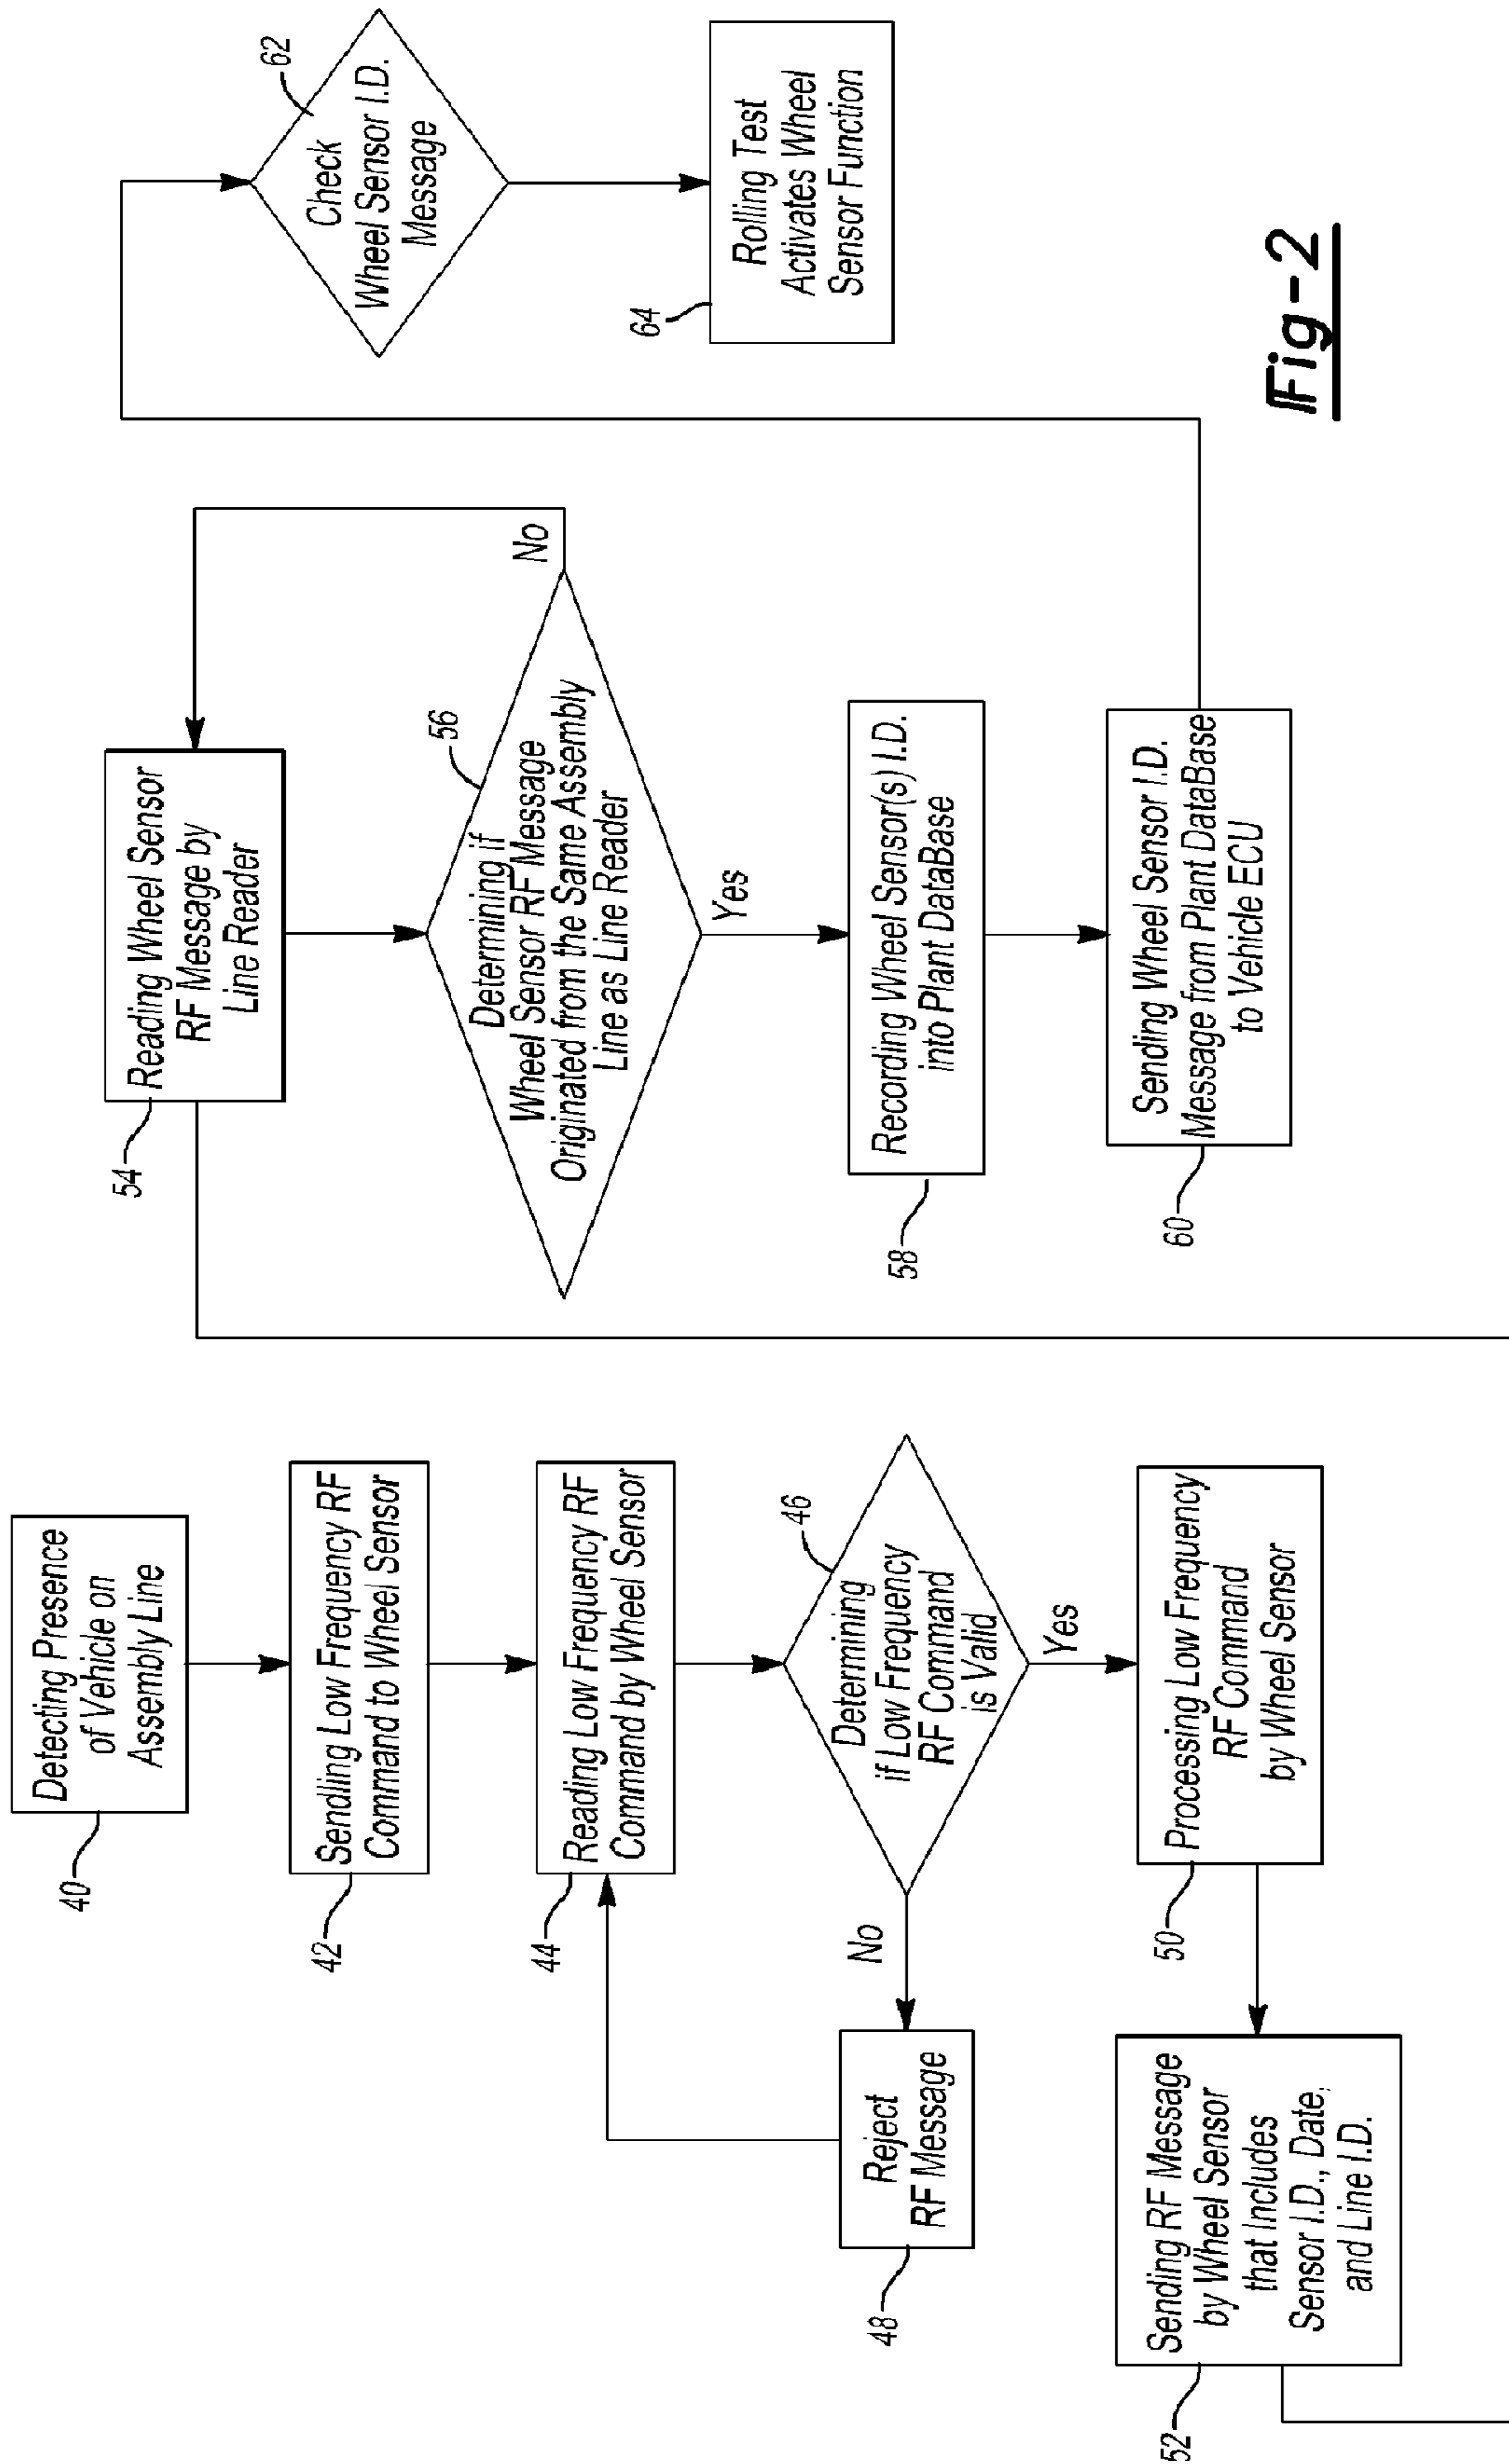 40
Detecting Presence
of Vehicle on
Assembly Line
42
Sendling Low Frequency RF
Command to Wheel Sensor
44
Reading Low Frequency RF
Command by Wheel Sensor
46
Determining
if Low Frequency
RF Command
is Valid
No
Yes
48
Reject
RF Message
50
Processing Low Frequency
RF Command
by Wheel Sensor
52
Sending RF Message
by Wheel Sensor
that Includes
Sensor I.D., Date,
and Line I.D.
54
Reading Wheel Sensor
RF Message by
Line Reader
56
Determining if
Wheel Sensor RF Message
Originated from the Same Assembly
Line as Line Reader
No
Yes
58
Recording Wheel Sensor(s) I.D.
into Plant DataBase
60
Sending Wheel Sensor I.D.
Message from Plant DataBase
to Vehicle ECU
62
Check
Wheel Sensor I.D.
Message
64
Rolling Test
Activates Wheel
Sensor Function
Fig-2